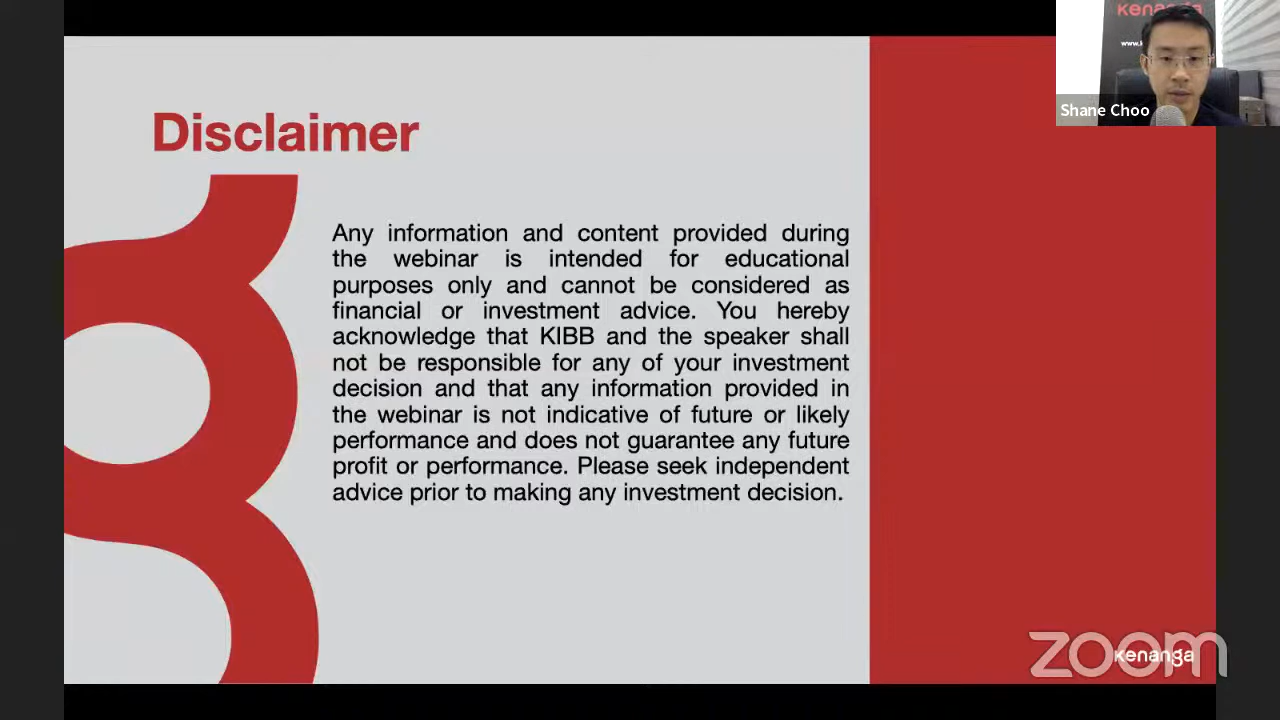 kenanga
www.
Shane Choo
Disclaimer
Any information and content provided during
the webinar is intended for educational
purposes only and cannot be considered as
financial or investment advice. You hereby
acknowledge that KIBB and the speaker shall
not be responsible for any of your investment
decision and that any information provided in
the webinar is not indicative of future or likely
performance and does not guarantee any future
profit or performance. Please seek independent
advice prior to making any investment decision.
zoom
kenanga